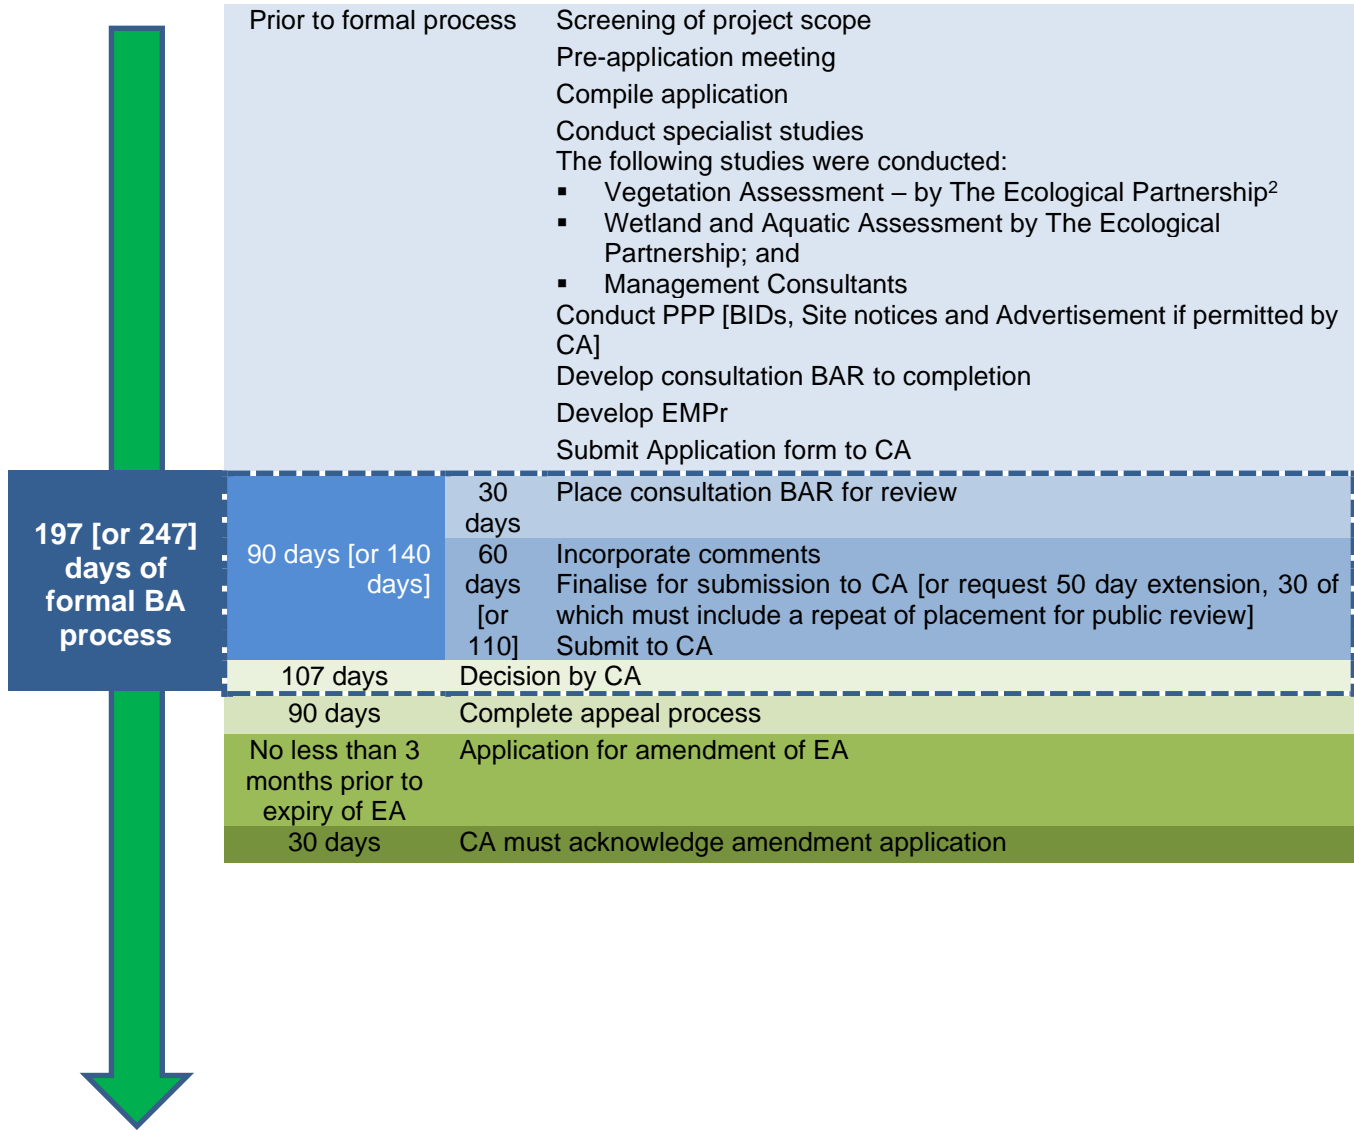 Prior to formal process
Screening of project scope
Pre-application meeting
Compile application
Conduct specialist studies
The following studies were conducted:
▪ Vegetation Assessment – by The Ecological Partnership2
▪ Wetland and Aquatic Assessment by The Ecological
Partnership; and
▪ Management Consultants
Conduct PPP [BIDs, Site notices and Advertisement if permitted by
CA]
Develop consultation BAR to completion
Develop EMPr
Submit Application form to CA
197 [or 247]
days of
formal BA
process
90 days [or 140
days]
30
days
Place consultation BAR for review
60
days
[or
110]
Incorporate comments
Finalise for submission to CA [or request 50 day extension, 30 of
which must include a repeat of placement for public review]
Submit to CA
107 days
Decision by CA
90 days
Complete appeal process
No less than 3
months prior to
expiry of EA
Application for amendment of EA
30 days
CA must acknowledge amendment application